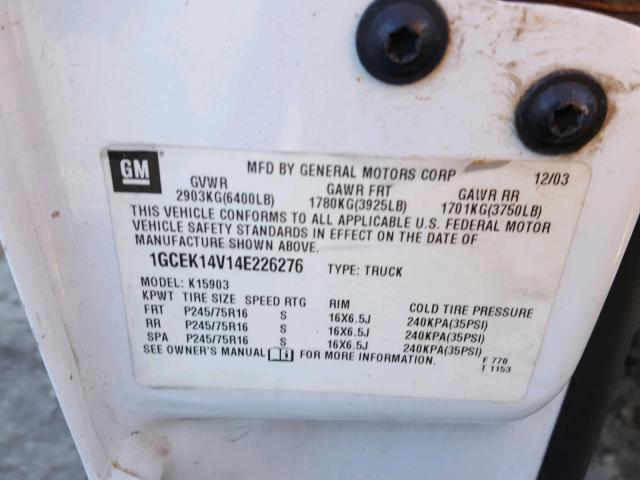 GM
MFD BY GENERAL MOTORS CORP 12/03
GVWR GAWR FRT GAWR RR
2903KG(6400LB) 1780KG(3925LB) 1701KG(3750LB)
THIS VEHICLE CONFORMS TO ALL APPLICABLE U.S. FEDERAL MOTOR
VEHICLE SAFETY STANDARDS IN EFFECT ON THE DATE OF
MANUFACTURE SHOWN ABOVE.
1GCEK14V14E226276 TYPE: TRUCK
MODEL: K15903
KPWT TIRE SIZE SPEED RTG RIM COLD TIRE PRESSURE
FRT P245/75R16 S 16X6.5J 240KPA(35PSI)
RR P245/75R16 S 16X6.5J 240KPA(35PSI)
SPA P245/75R16 S 16X6.5J 240KPA(35PSI)
SEE OWNER'S MANUAL FOR MORE INFORMATION.
F 770
T 1153